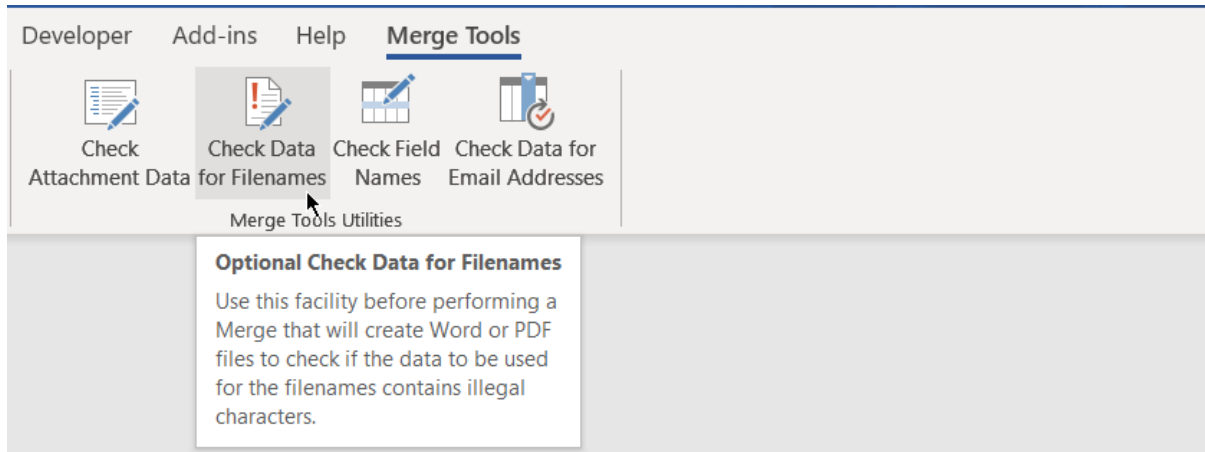 Developer Add-ins Help Merge Tools
Check Check Data Check Field Check Data for
Attachment Data for Filenames Names Email Addresses
Merge Tools Utilities
Optional Check Data for Filenames
Use this facility before performing a
Merge that will create Word or PDF
files to check if the data to be used
for the filenames contains illegal
characters.